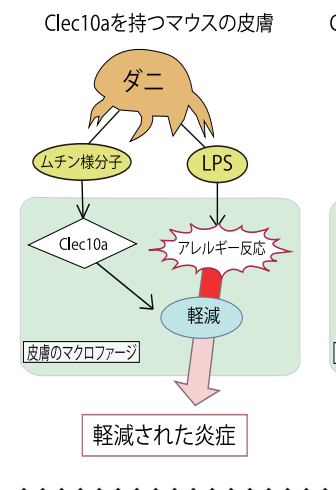 Clec10aを持つマウスの皮膚
ダニ
ムチン様分子
LPS
Clec10a
アレルギー反応
軽減
皮膚のマクロファージ
軽減された炎症